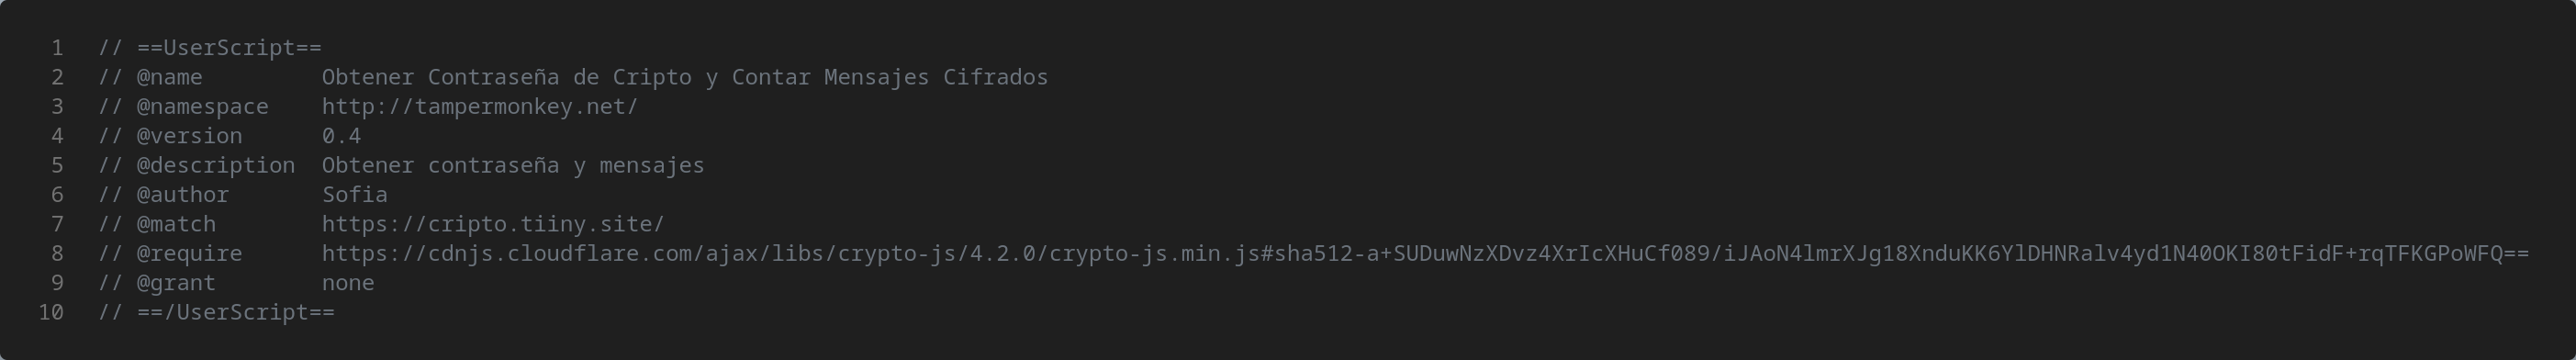 1 // ==UserScript==
2 // @name         Obtener Contraseña de Cripto y Contar Mensajes Cifrados
3 // @namespace    http://tampermonkey.net/
4 // @version      0.4
5 // @description  Obtener contraseña y mensajes
6 // @author       Sofia
7 // @match        https://cripto.tiiny.site/
8 // @require      https://cdnjs.cloudflare.com/ajax/libs/crypto-js/4.2.0/crypto-js.min.js#sha512-a+SUDuwNzXDvz4XrIcXHuCf089/iJAoN4lmrXJg18XnduKK6YlDHNRalv4yd1N40OKI80tFidF+rqTFKGPoWFQ==
9 // @grant        none
10 // ==/UserScript==